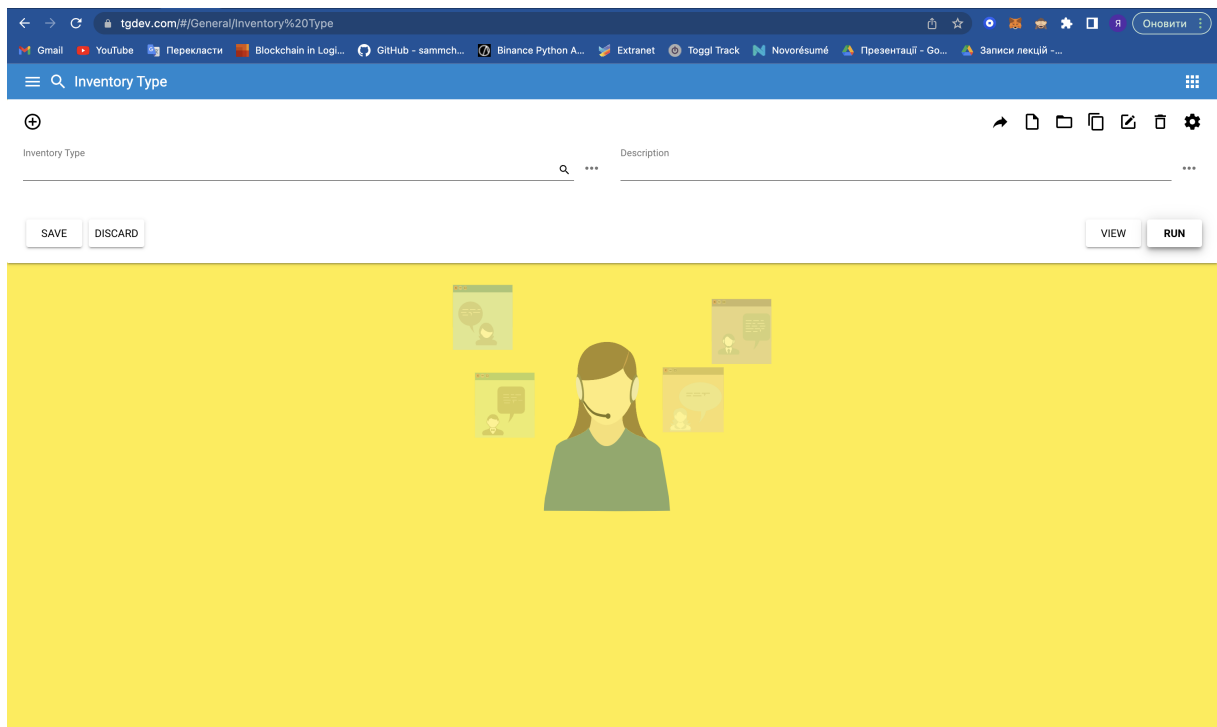 tgdev.com/#/General/Inventory%20Type
Оновити
Gmail YouTube Перекласти Blockchain in Logi... GitHub - sammch... Binance Python A... Extranet Toggl Track Novorésumé Презентації – Go... Записи лекцій -...
Inventory Type
Inventory Type Description
SAVE DISCARD VIEW RUN